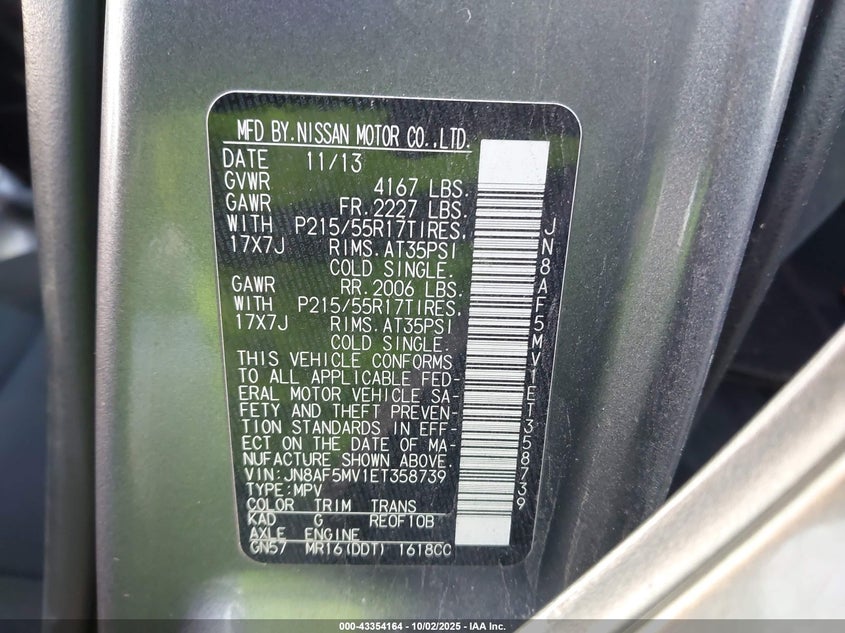 MFD BY.NISSAN MOTOR CO.,LTD.
DATE 11/13
GVWR 4167 LBS.
GAWR FR.2227 LBS.
WITH P215/55R17TIRES,
17X7J RIMS.AT35PSI
COLD SINGLE.
GAWR RR.2006 LBS.
WITH P215/55R17TIRES,
17X7J RIMS.AT35PSI
COLD SINGLE.
THIS VEHICLE CONFORMS
TO ALL APPLICABLE FED-
ERAL MOTOR VEHICLE SA-
FETY AND THEFT PREVEN-
TION STANDARDS IN EFF-
ECT ON THE DATE OF MA-
NUFACTURE SHOWN ABOVE.
VIN:JN8AF5MV1ET358739
TYPE:MPV
COLOR TRIM TRANS
KAD G RE0F10B
AXLE ENGINE
GN57 MR16(DDT) 1618CC
JN8AF5MV1ET358739
000-43354164 - 10/02/2025 - IAA Inc.